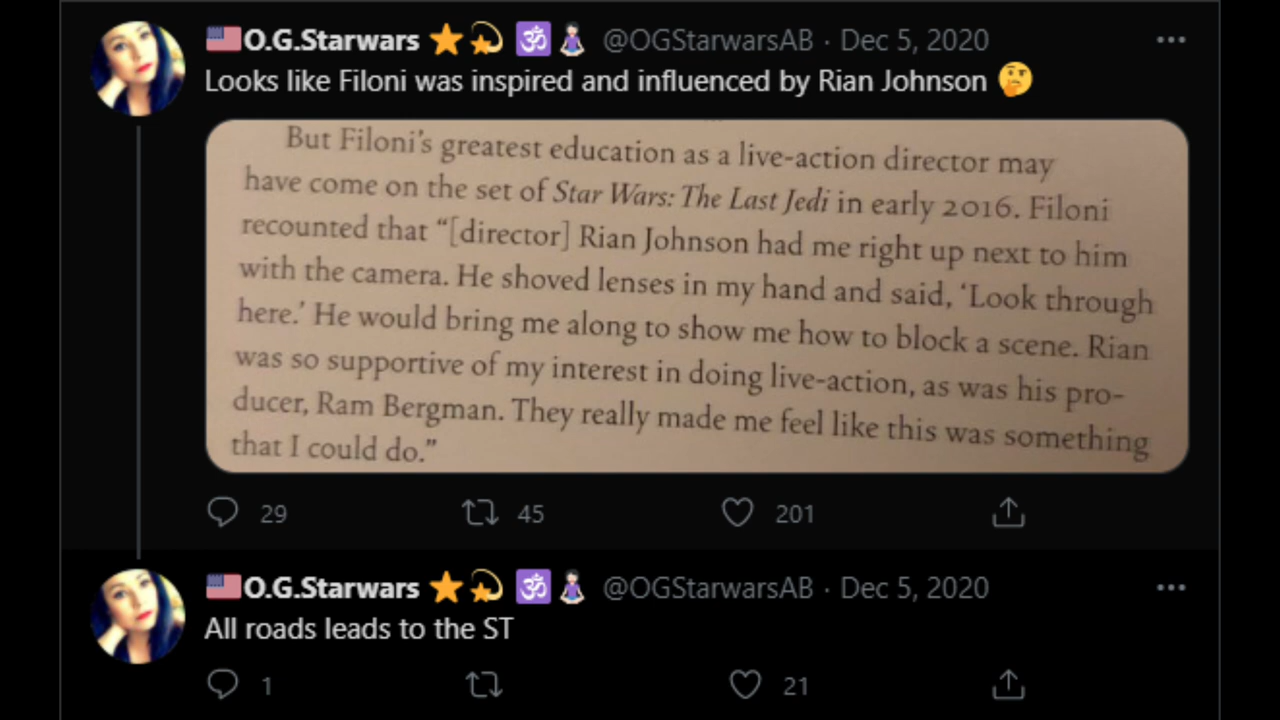 🇺🇸O.G.Starwars ⭐💫 🕉🧘🏻‍♀️ @OGStarwarsAB · Dec 5, 2020
Looks like Filoni was inspired and influenced by Rian Johnson 🤔
But Filoni's greatest education as a live-action director may
have come on the set of Star Wars: The Last Jedi in early 2016. Filoni
recounted that “[director] Rian Johnson had me right up next to him
with the camera. He shoved lenses in my hand and said, ‘Look through
here.’ He would bring me along to show me how to block a scene. Rian
was so supportive of my interest in doing live-action, as was his pro-
ducer, Ram Bergman. They really made me feel like this was something
that I could do.”
29 45 201
🇺🇸O.G.Starwars ⭐💫 🕉🧘🏻‍♀️ @OGStarwarsAB · Dec 5, 2020
All roads leads to the ST
1 21